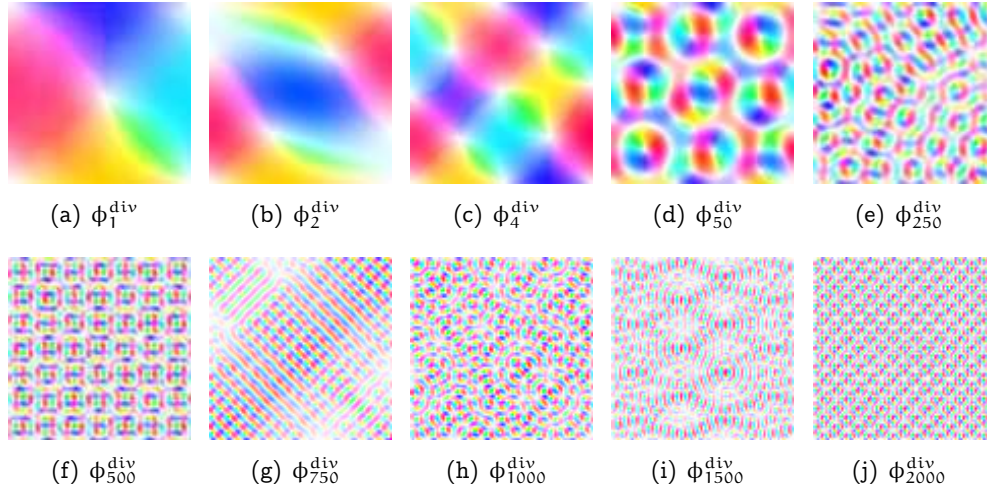 (a) ϕ₁ᵈⁱᵛ (b) ϕ₂ᵈⁱᵛ (c) ϕ₄ᵈⁱᵛ (d) ϕ₅₀ᵈⁱᵛ (e) ϕ₂₅₀ᵈⁱᵛ
(f) ϕ₅₀₀ᵈⁱᵛ (g) ϕ₇₅₀ᵈⁱᵛ (h) ϕ₁₀₀₀ᵈⁱᵛ (i) ϕ₁₅₀₀ᵈⁱᵛ (j) ϕ₂₀₀₀ᵈⁱᵛ